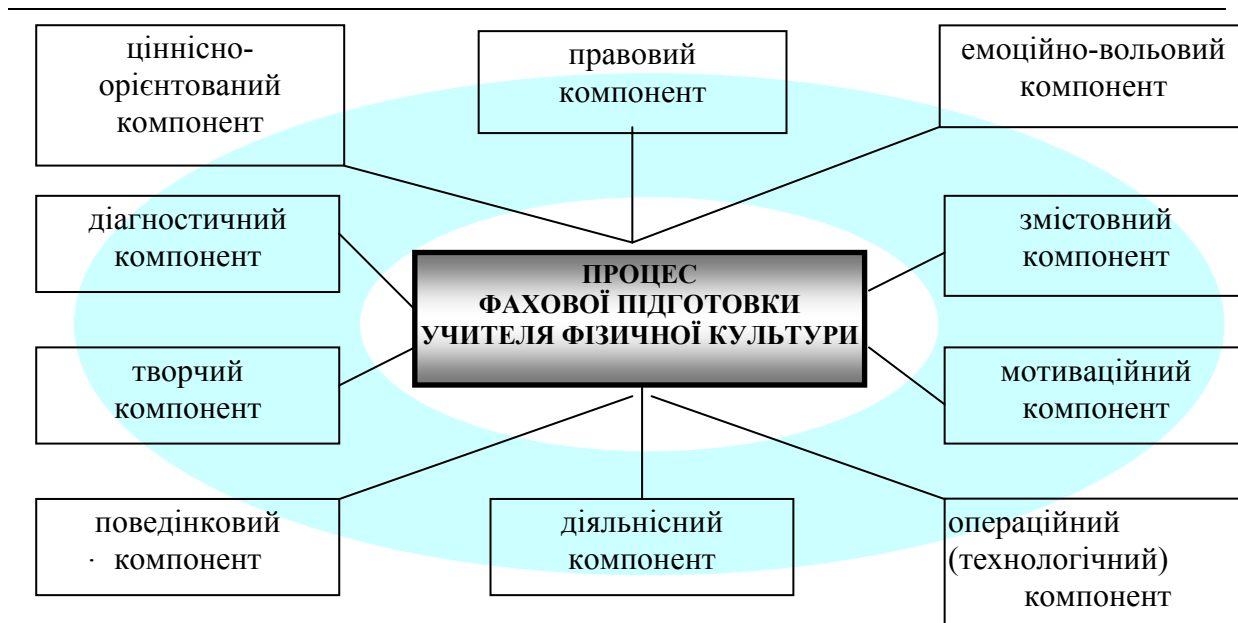 ціннісно-
орієнтований
компонент
правовий
компонент
емоційно-вольовий
компонент
діагностичний
компонент
змістовний
компонент
ПРОЦЕС
ФАХОВОЇ ПІДГОТОВКИ
УЧИТЕЛЯ ФІЗИЧНОЇ КУЛЬТУРИ
творчий
компонент
мотиваційний
компонент
поведінковий
. компонент
діяльнісний
компонент
операційний
(технологічний)
компонент